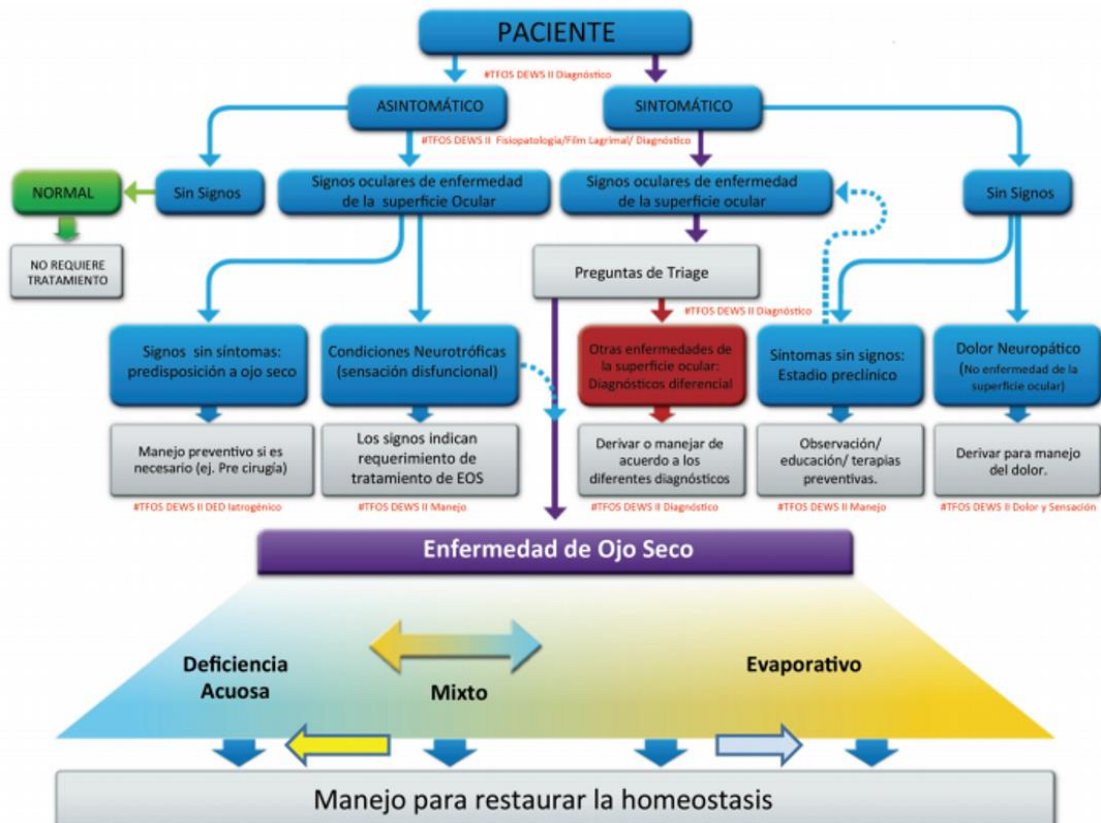 PACIENTE
#TFOS DEWS II Diagnóstico
ASINTOMÁTICO
SINTOMÁTICO
#TFOS DEWS II Fisiopatología/Film Lagrimal/ Diagnóstico
NORMAL
Sin Signos
Signos oculares de enfermedad
de la superficie Ocular
Signos oculares de enfermedad
de la superficie ocular
Sin Signos
NO REQUIERE
TRATAMIENTO
Preguntas de Triage
#TFOS DEWS II Diagnóstico
Signos sin síntomas:
predisposición a ojo seco
Condiciones Neurotróficas
(sensación disfuncional)
Otras enfermedades de
la superficie ocular:
Diagnósticos diferencial
Síntomas sin signos:
Estadio preclínico
Dolor Neuropático
(No enfermedad de la
superficie ocular)
Manejo preventivo si es
necesario (ej. Pre cirugía)
Los signos indican
requerimiento de
tratamiento de EOS
Derivar o manejar de
acuerdo a los
diferentes diagnósticos
Observación/
educación/ terapias
preventivas.
Derivar para manejo
del dolor.
#TFOS DEWS II DED Iatrogénico
#TFOS DEWS II Manejo
#TFOS DEWS II Diagnóstico
#TFOS DEWS II Manejo
#TFOS DEWS II Dolor y Sensación
Enfermedad de Ojo Seco
Deficiencia
Acuosa
Mixto
Evaporativo
Manejo para restaurar la homeostasis